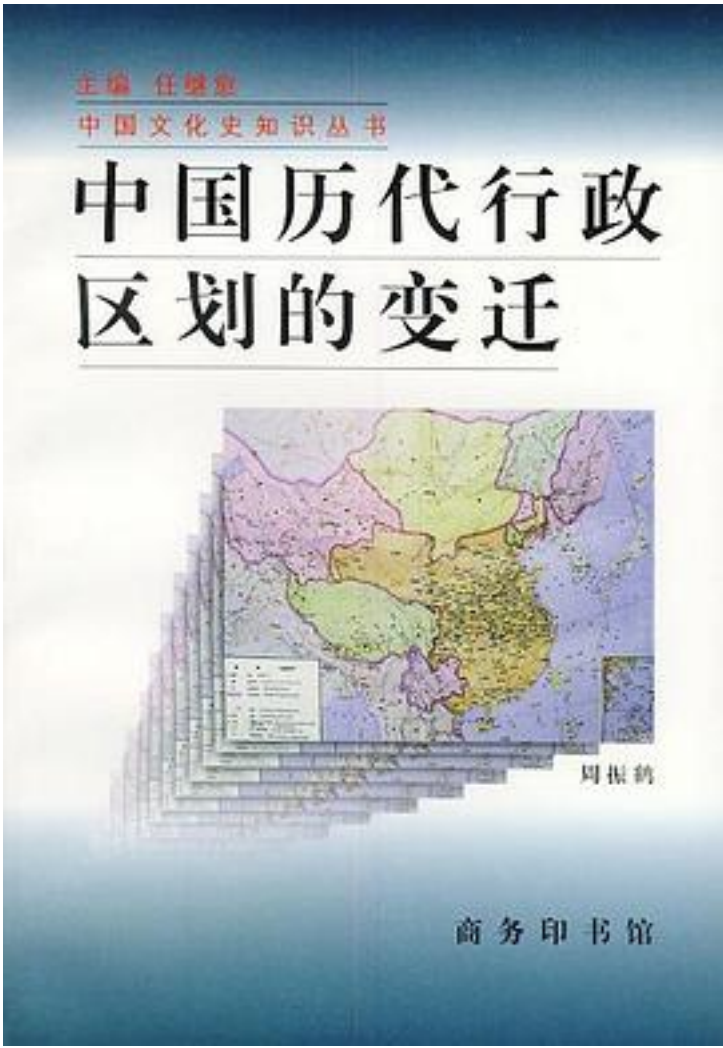 主编 任继愈
中国文化史知识丛书
中国历代行政
区划的变迁
周振鹤
商务印书馆